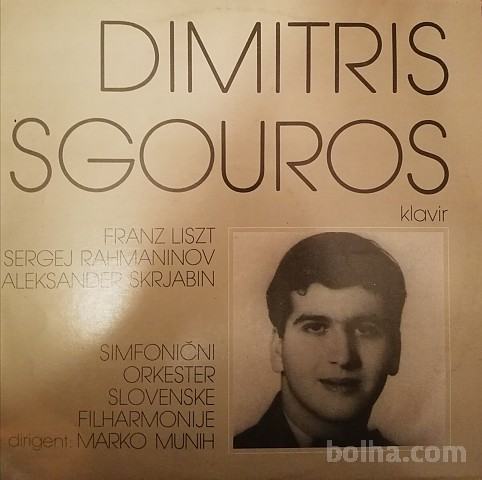 DIMITRIS
SGOUROS
klavir
FRANZ LISZT
SERGEJ RAHMANINOV
ALEKSANDER SKRJABIN
SIMFONIČNI
ORKESTER
SLOVENSKE
FILHARMONIJE
dirigent: MARKO MUNIH
bolha.com